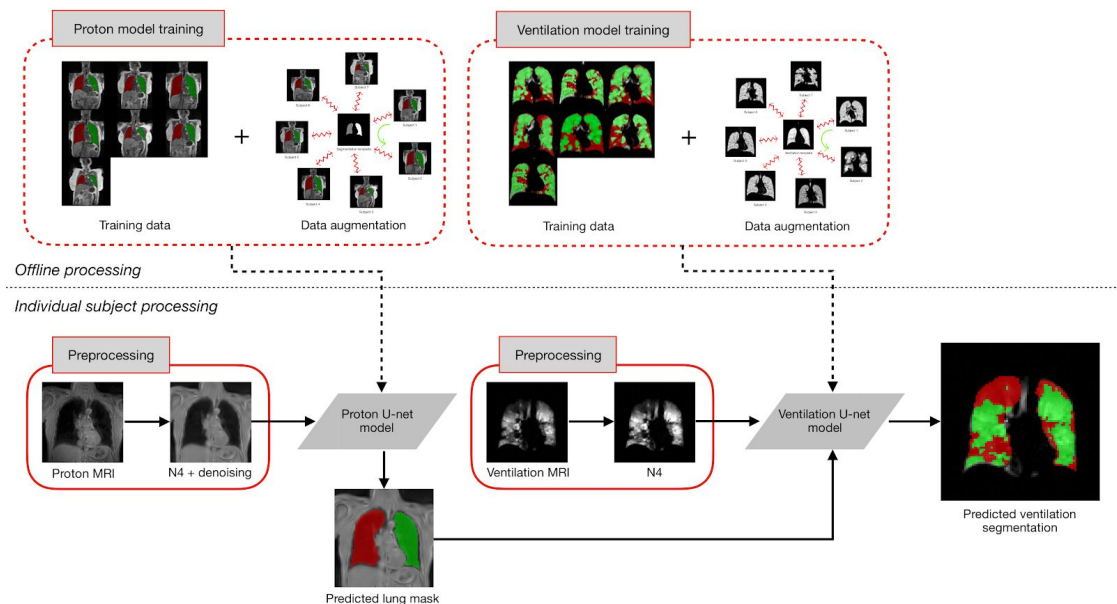 Proton model training
Ventilation model training
Training data
+
Data augmentation
Training data
+
Data augmentation
Offline processing
Individual subject processing
Preprocessing
Proton MRI
N4 + denoising
Proton U-net
model
Preprocessing
Ventilation MRI
N4
Ventilation U-net
model
Predicted lung mask
Predicted ventilation
segmentation